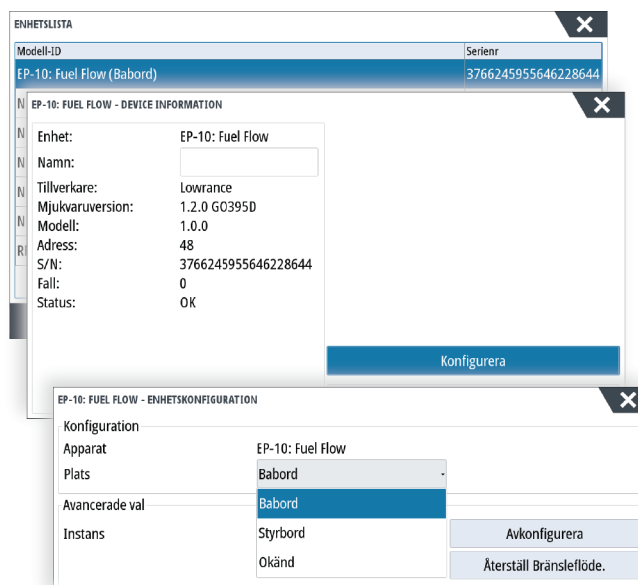 ENHETSLISTA
Modell-ID Serienr
EP-10: Fuel Flow (Babord) 3766245955646228644
N
N
N
N
N
EP-10: FUEL FLOW - DEVICE INFORMATION
Enhet: EP-10: Fuel Flow
Namn:
Tillverkare: Lowrance
Mjukvaruversion: 1.2.0 GO395D
Modell: 1.0.0
Adress: 48
S/N: 3766245955646228644
Fall: 0
Status: OK
Konfigurera
EP-10: FUEL FLOW - ENHETSKONFIGURATION
Konfiguration
Apparat EP-10: Fuel Flow
Plats Babord
Babord
Styrbord
Okänd
Avancerade val
Instans
Avkonfigurera
Återställ Bränsleflöde.